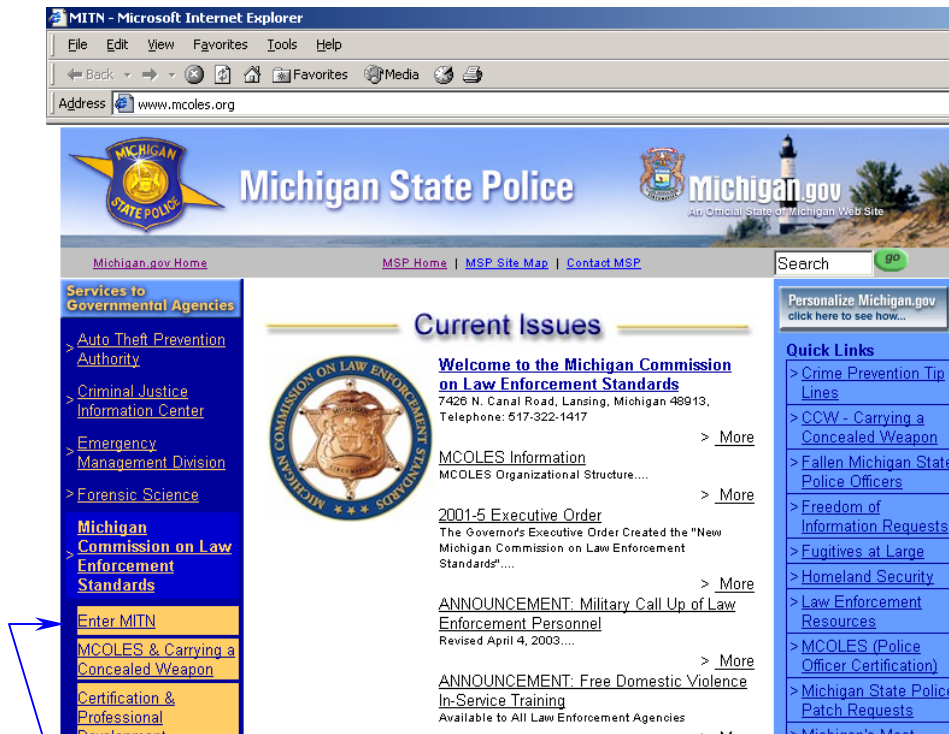 MITN - Microsoft Internet Explorer
File Edit View Favorites Tools Help
Back Favorites Media
Address www.mcoles.org
MICHIGAN
STATE POLICE
Michigan State Police
Michigan.gov
An Official State of Michigan Web Site
Michigan.gov Home
MSP Home | MSP Site Map | Contact MSP
Search go
Services to
Governmental Agencies
> Auto Theft Prevention
Authority
> Criminal Justice
Information Center
> Emergency
Management Division
> Forensic Science
> Michigan
Commission on Law
Enforcement
Standards
Enter MITN
MCOLES & Carrying a
Concealed Weapon
Certification &
Professional
Development
Current Issues
MICHIGAN COMMISSION ON LAW ENFORCEMENT STANDARDS
Welcome to the Michigan Commission
on Law Enforcement Standards
7426 N. Canal Road, Lansing, Michigan 48913,
Telephone: 517-322-1417
> More
MCOLES Information
MCOLES Organizational Structure....
> More
2001-5 Executive Order
The Governor's Executive Order Created the "New
Michigan Commission on Law Enforcement
Standards"....
> More
ANNOUNCEMENT: Military Call Up of Law
Enforcement Personnel
Revised April 4, 2003....
> More
ANNOUNCEMENT: Free Domestic Violence
In-Service Training
Available to All Law Enforcement Agencies
Personalize Michigan.gov
click here to see how...
Quick Links
> Crime Prevention Tip
Lines
> CCW - Carrying a
Concealed Weapon
> Fallen Michigan State
Police Officers
> Freedom of
Information Requests
> Fugitives at Large
> Homeland Security
> Law Enforcement
Resources
> MCOLES (Police
Officer Certification)
> Michigan State Police
Patch Requests
> Michigan's Most